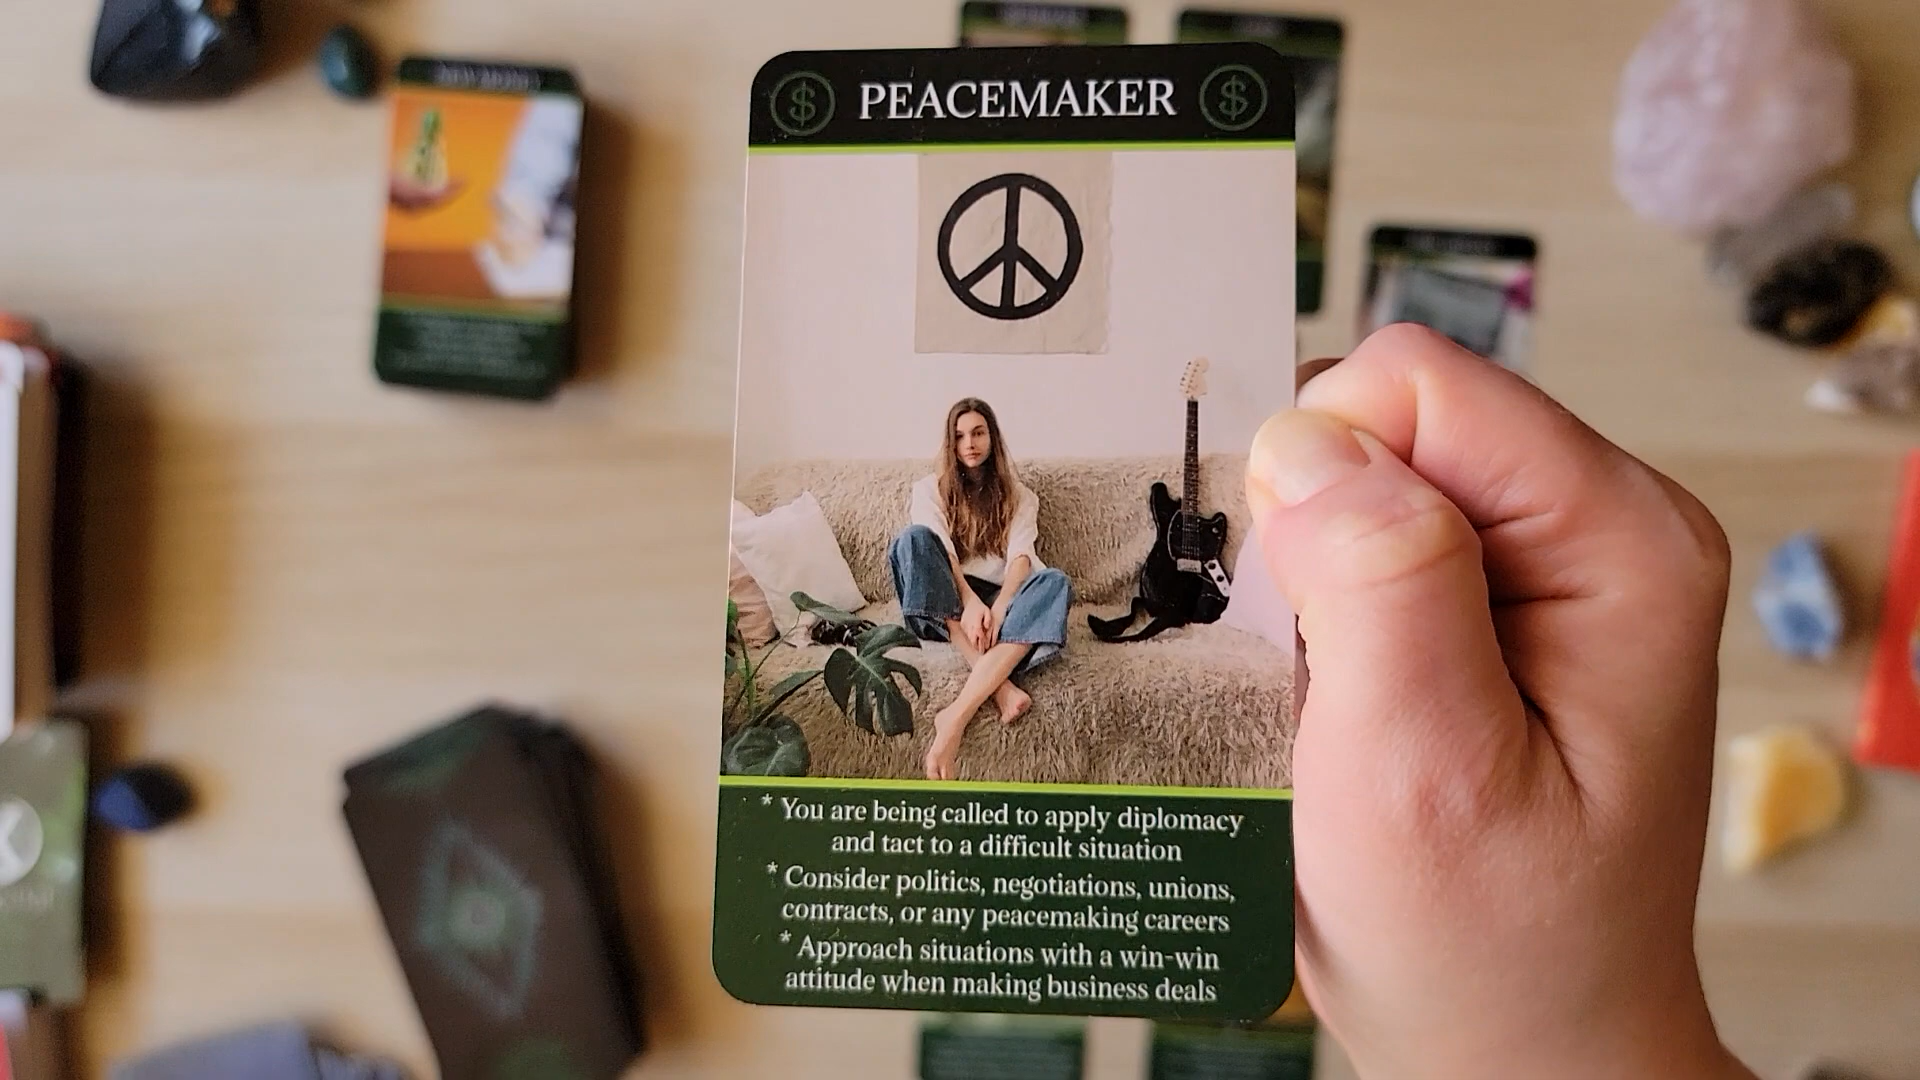 $ PEACEMAKER $
* You are being called to apply diplomacy
and tact to a difficult situation
* Consider politics, negotiations, unions,
contracts, or any peacemaking careers
* Approach situations with a win-win
attitude when making business deals